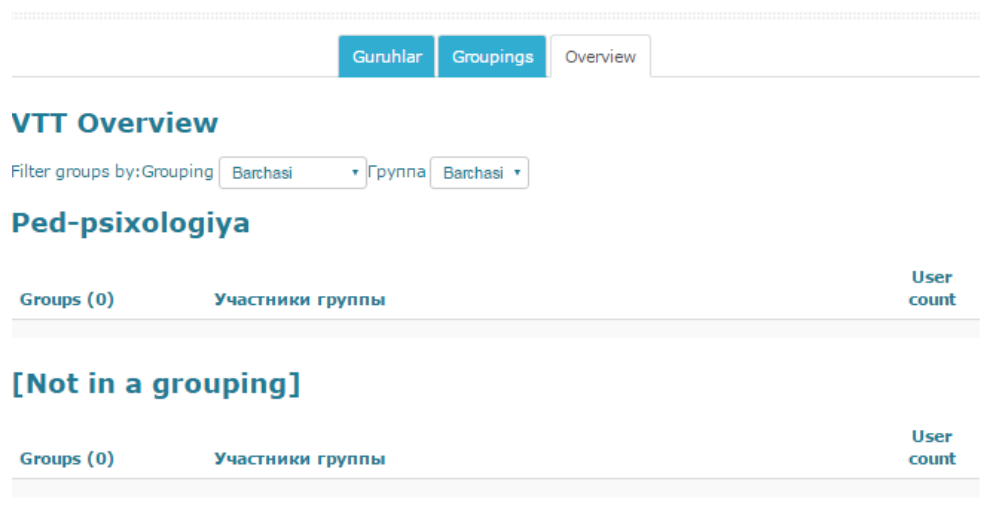 Guruhlar Groupings Overview
VTT Overview
Filter groups by:Grouping Barchasi Группа Barchasi
Ped-psixologiya
Groups (0) Участники группы User count
[Not in a grouping]
Groups (0) Участники группы User count